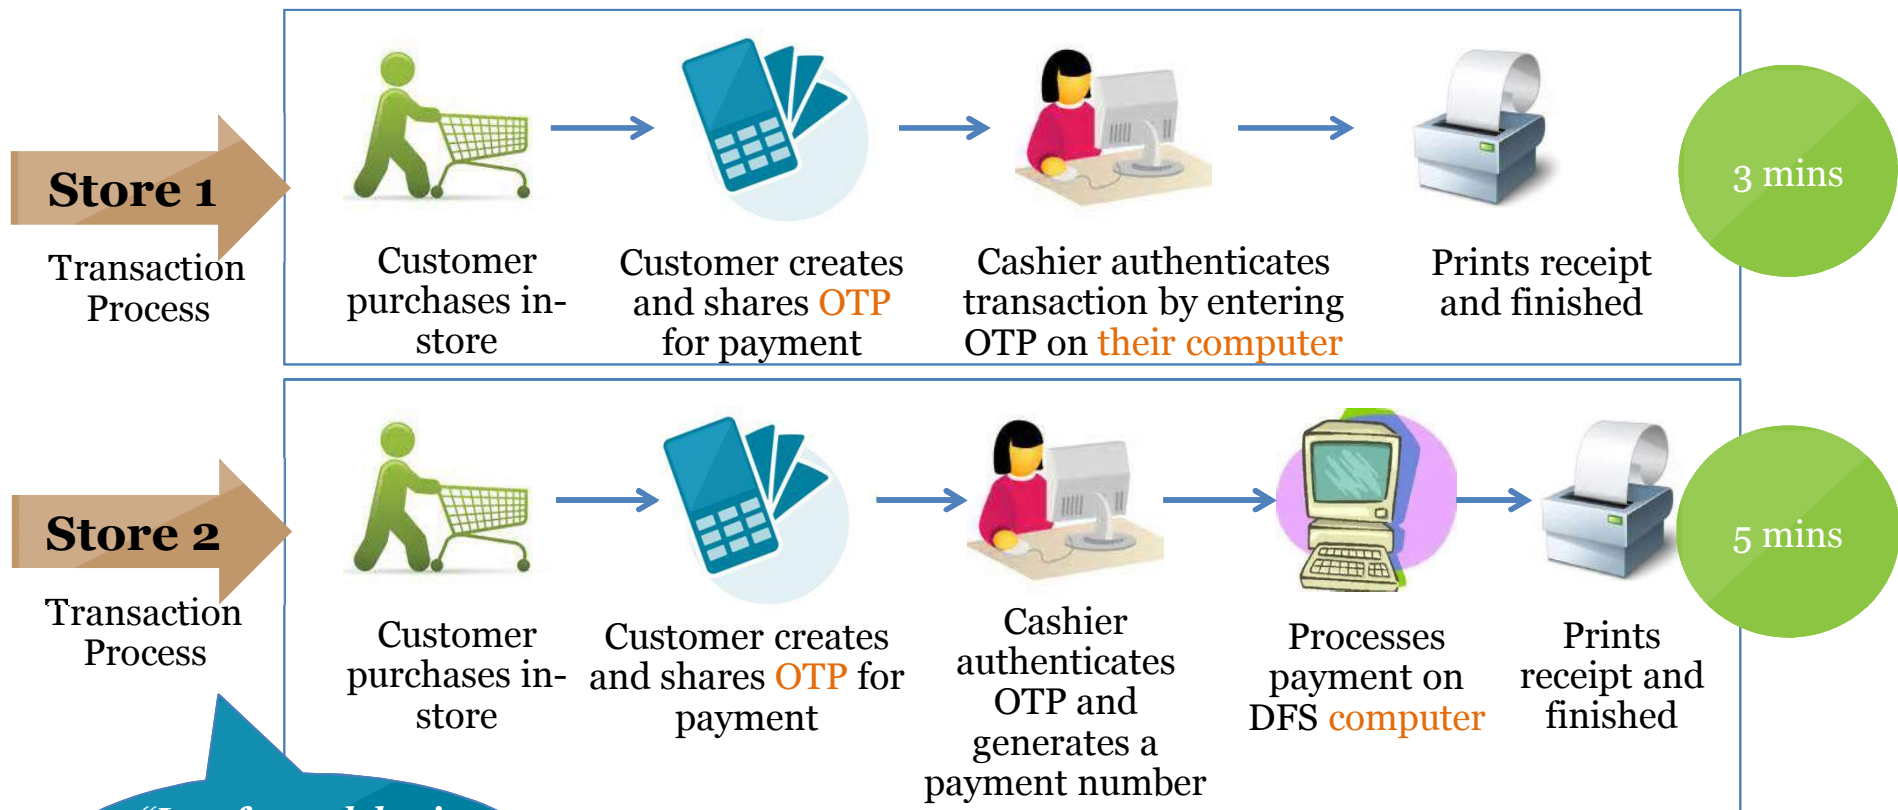 Store 1
Transaction
Process
Customer
purchases in-
store
Customer creates
and shares OTP
for payment
Cashier authenticates
transaction by entering
OTP on their computer
Prints receipt
and finished
3 mins
Store 2
Transaction
Process
Customer
purchases in-
store
Customer creates
and shares OTP for
payment
Cashier
authenticates
OTP and
generates a
payment number
Processes
payment on
DFS computer
Prints
receipt and
finished
5 mins